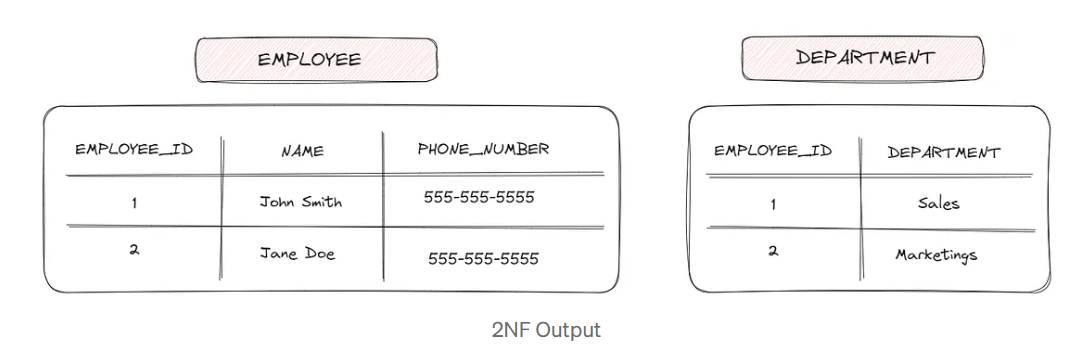 EMPLOYEE
EMPLOYEE_ID NAME PHONE_NUMBER
1 John Smith 555-555-5555
2 Jane Doe 555-555-5555
DEPARTMENT
EMPLOYEE_ID DEPARTMENT
1 Sales
2 Marketings
2NF Output